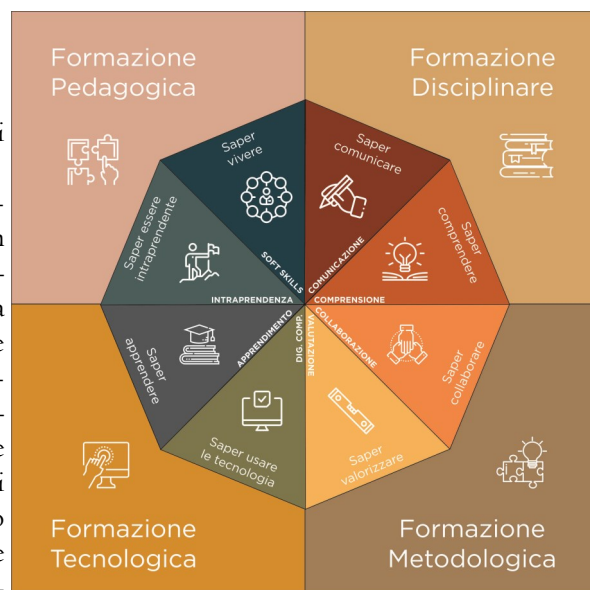 Formazione
Pedagogica
Formazione
Disciplinare
Saper
vivere
Saper
comunicare
Saper essere
intraprendente
Saper
comprendere
SOFT SKILLS
COMUNICAZIONE
INTRAPRENDENZA
COMPRENSIONE
APPRENDIMENTO
DIG. COMP.
VALUTAZIONE
COLLABORAZIONE
Saper
apprendere
Saper
collaborare
Saper usare
le tecnologia
Saper
valorizzare
Formazione
Tecnologica
Formazione
Metodologica